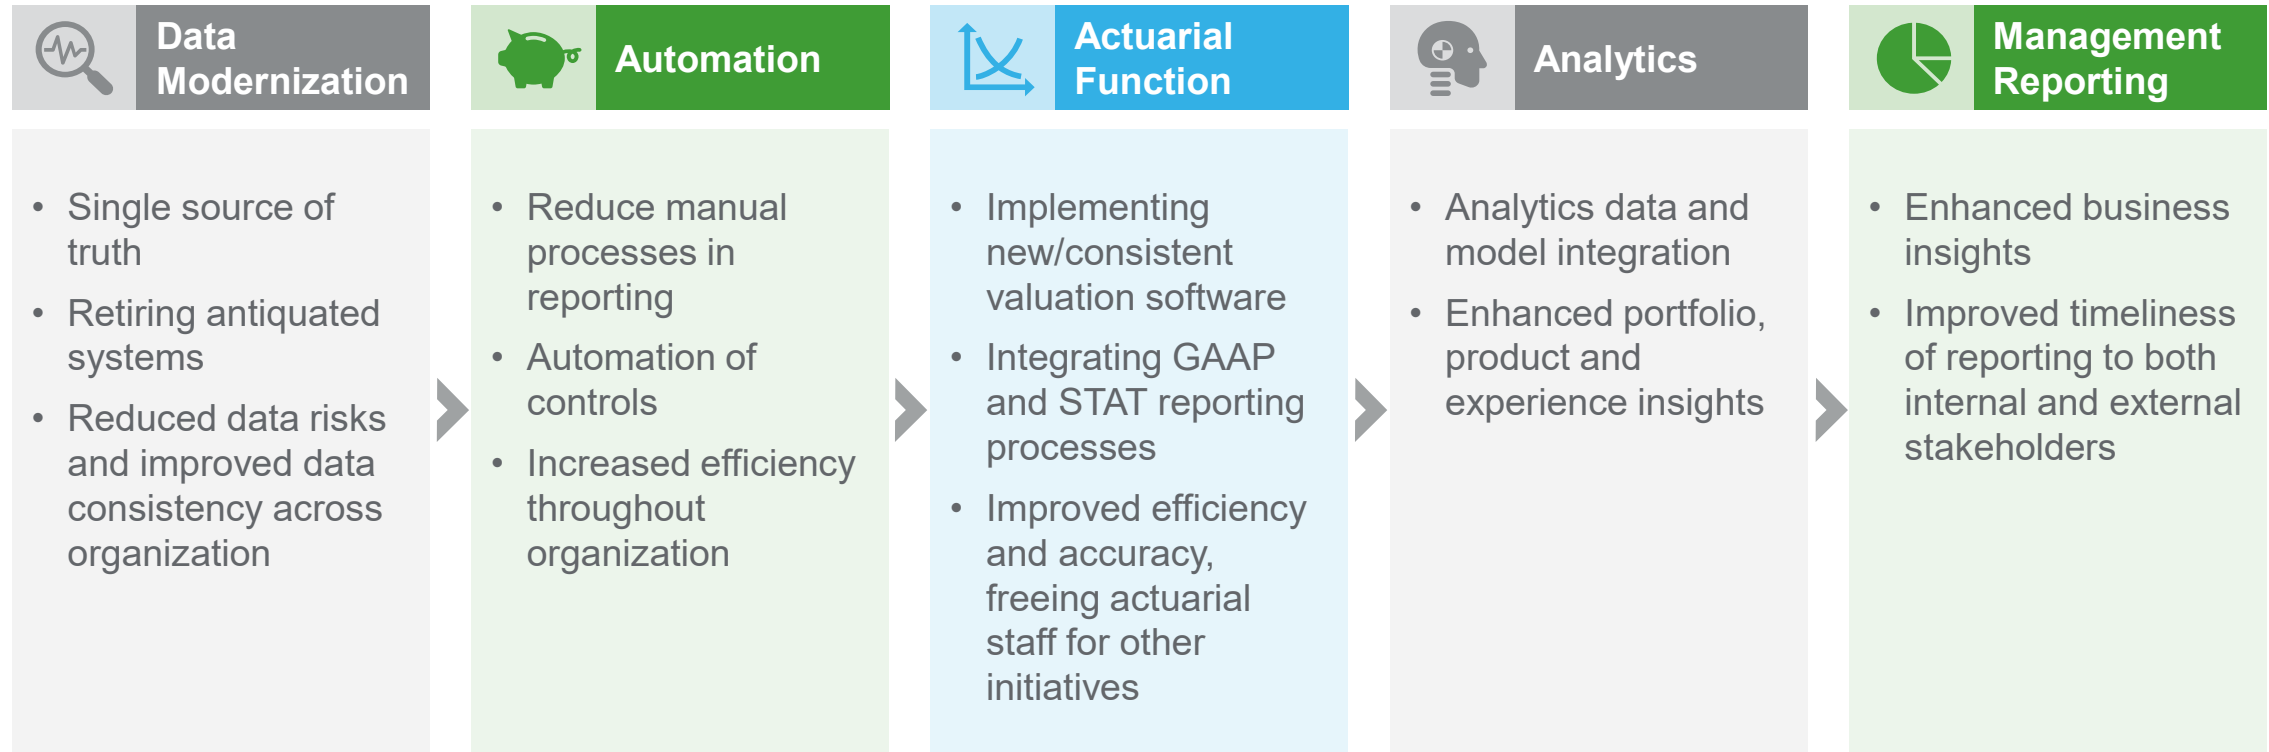 Data
Modernization
• Single source of
truth
• Retiring antiquated
systems
• Reduced data risks
and improved data
consistency across
organization
Automation
• Reduce manual
processes in
reporting
• Automation of
controls
• Increased efficiency
throughout
organization
Actuarial
Function
• Implementing
new/consistent
valuation software
• Integrating GAAP
and STAT reporting
processes
• Improved efficiency
and accuracy,
freeing actuarial
staff for other
initiatives
Analytics
• Analytics data and
model integration
• Enhanced portfolio,
product and
experience insights
Management
Reporting
• Enhanced business
insights
• Improved timeliness
of reporting to both
internal and external
stakeholders